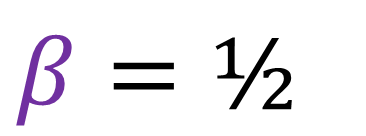 β = ½